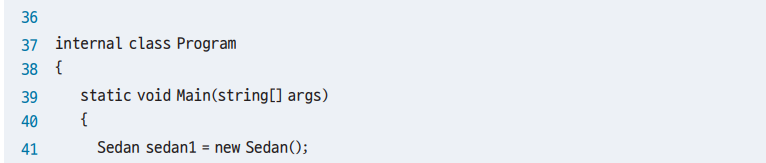 36
37 internal class Program
38 {
39 static void Main(string[] args)
40 {
41 Sedan sedan1 = new Sedan();